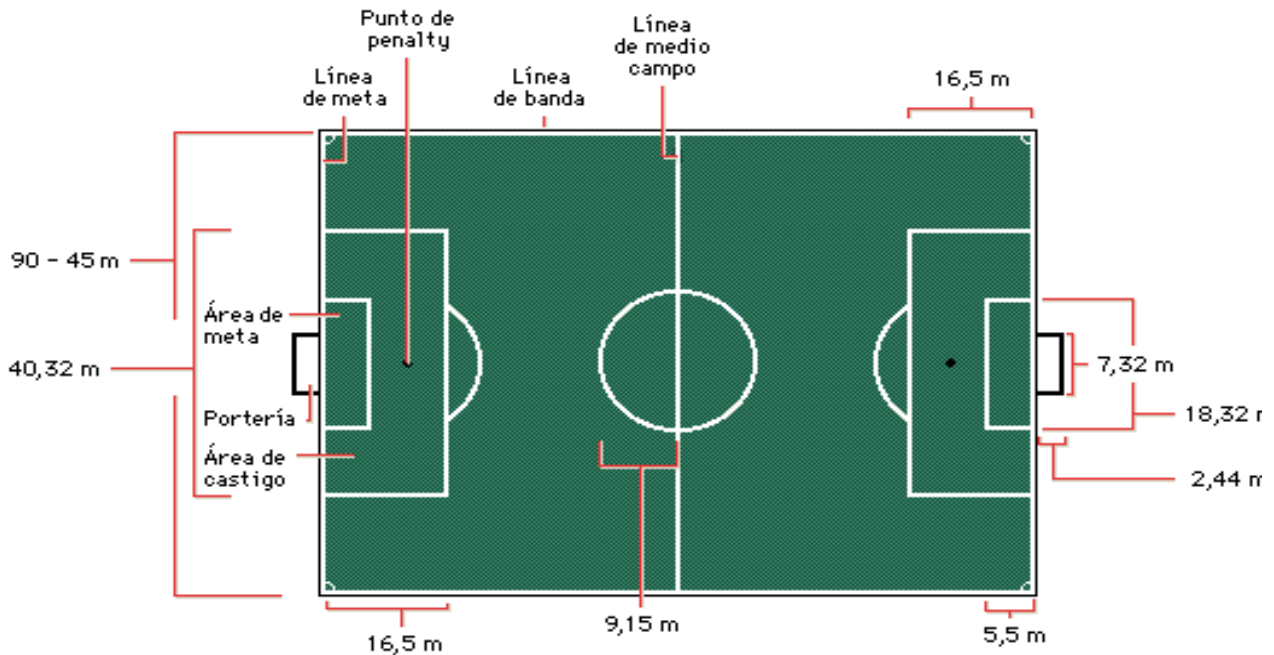 Punto de
penalty
Línea
de medio
campo
Línea
de meta
Línea
de banda
16,5 m
90 - 45 m
Área de
meta
40,32 m
7,32 m
Portería
18,32 m
Área de
castigo
2,44 m
9,15 m
16,5 m
5,5 m